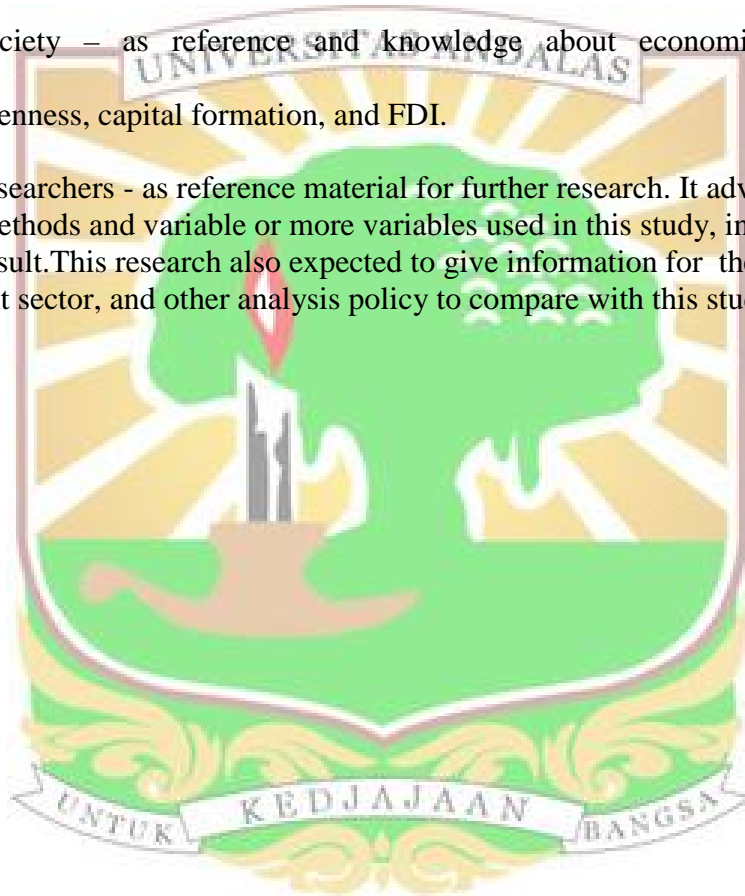 ciety – as reference and knowledge about economi
UNIVERSITAS ANDALAS
enness, capital formation, and FDI.
searchers - as reference material for further research. It adv
ethods and variable or more variables used in this study, in
sult.This research also expected to give information for the
t sector, and other analysis policy to compare with this stu
UNTUK KEDJAJAAN BANGSA